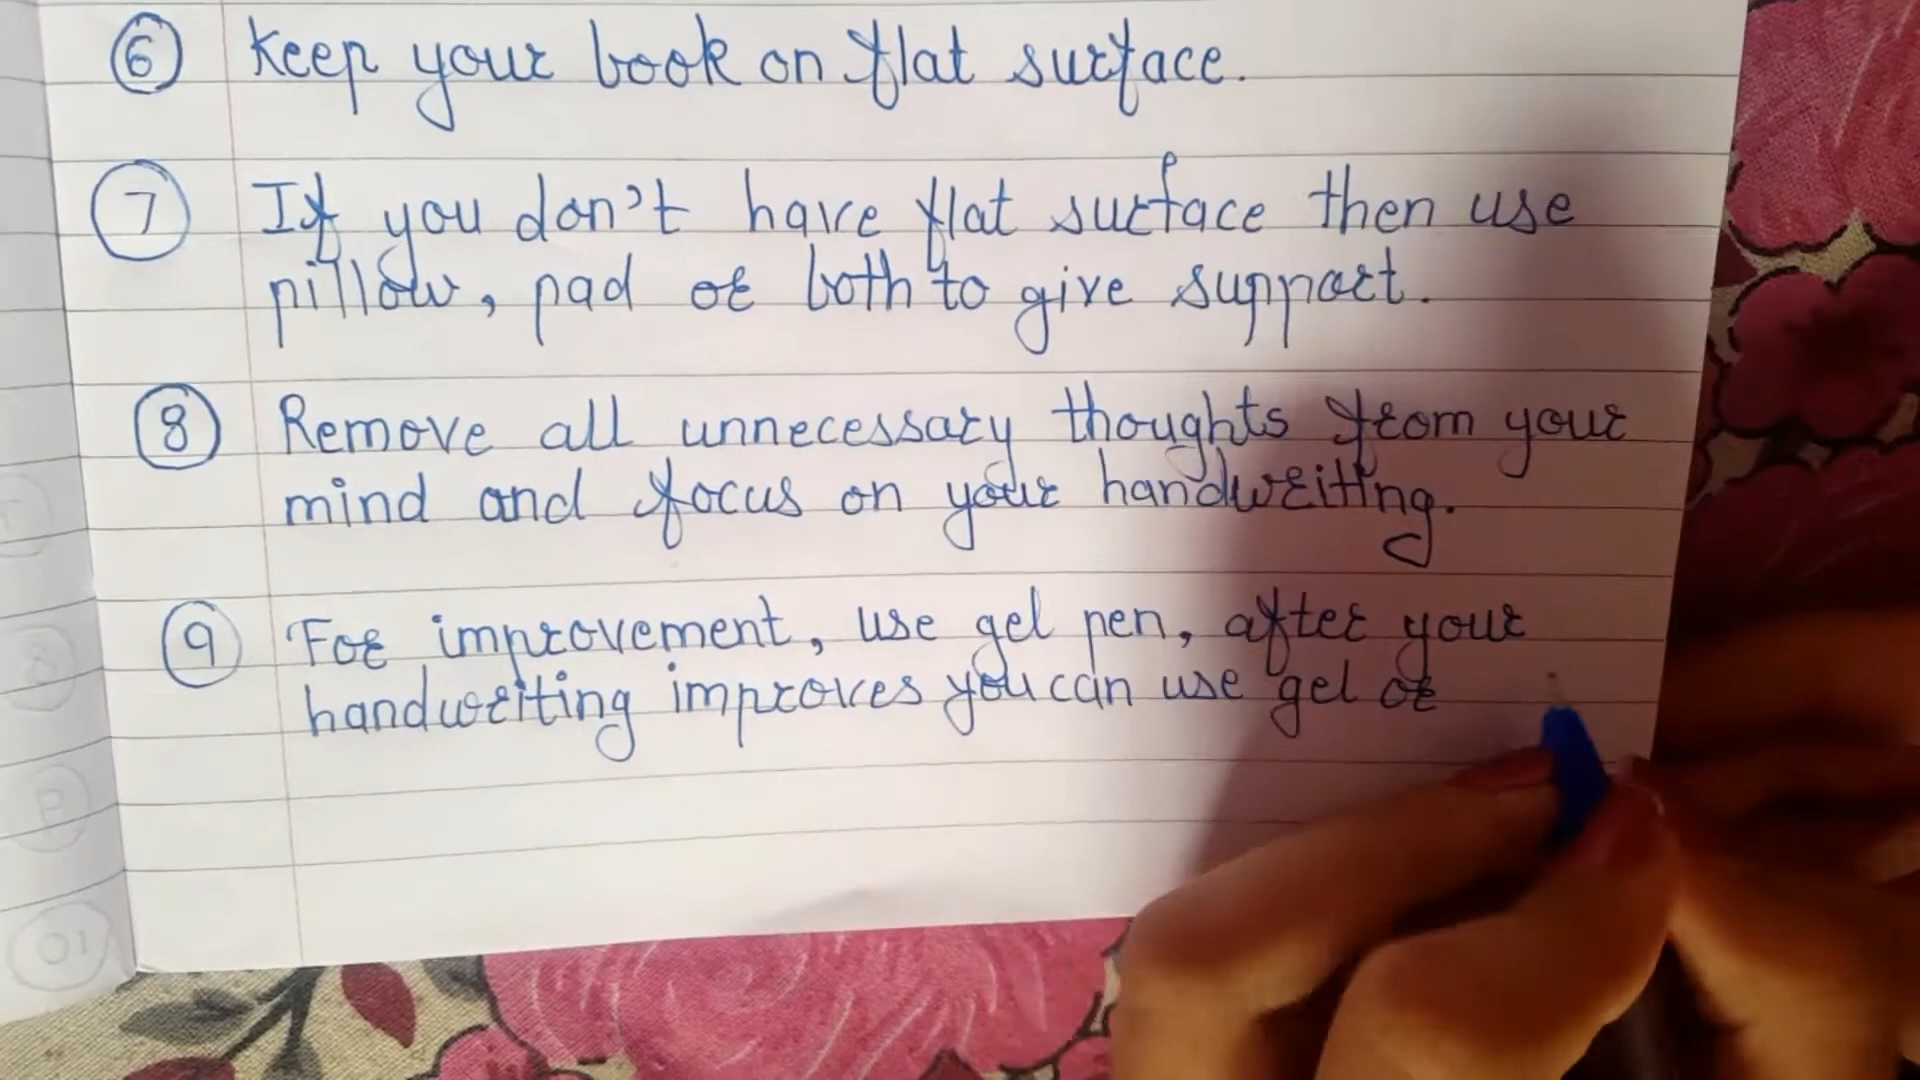 6 Keep your book on flat surface.
7 If you don't have flat surface then use
pillow, pad or both to give support.
8 Remove all unnecessary thoughts from your
mind and focus on your handwriting.
9 For improvement, use gel pen, after your
handwriting improves you can use gel or